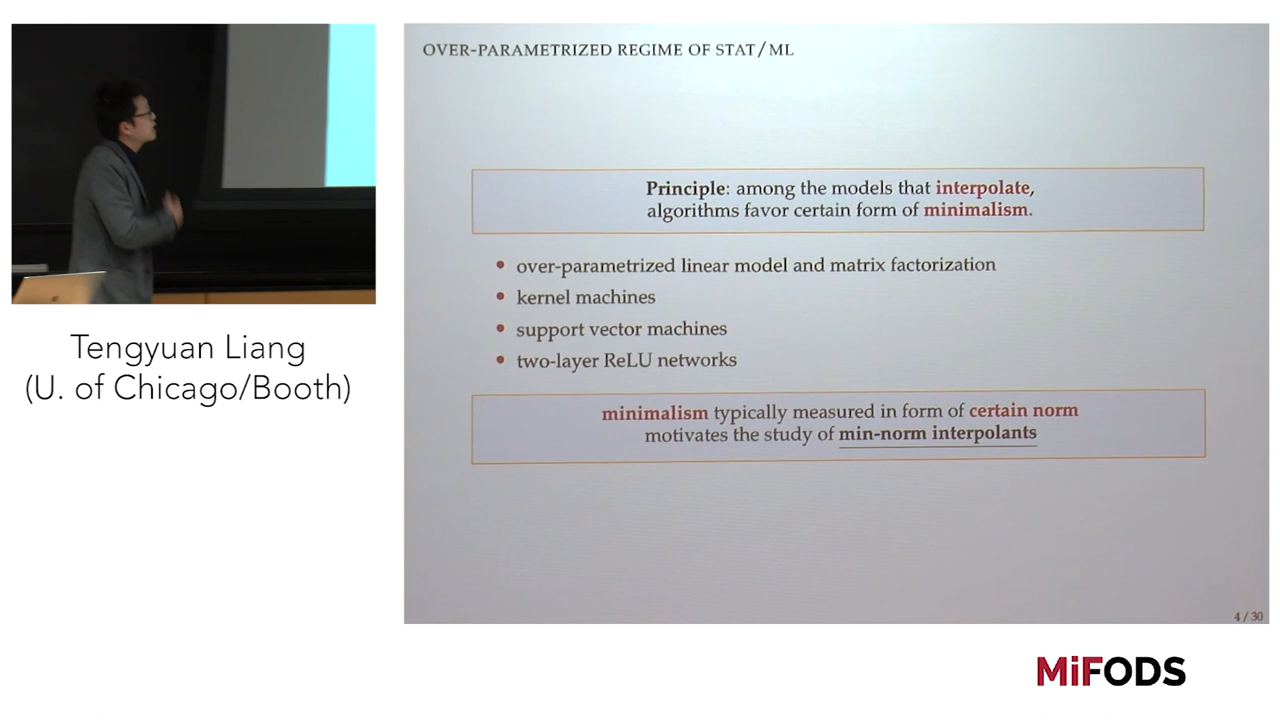 OVER-PARAMETRIZED REGIME OF STAT/ML
Principle: among the models that interpolate,
algorithms favor certain form of minimalism.
• over-parametrized linear model and matrix factorization
• kernel machines
• support vector machines
• two-layer ReLU networks
minimalism typically measured in form of certain norm
motivates the study of min-norm interpolants
4 / 30
Tengyuan Liang
(U. of Chicago/Booth)
MiFODS